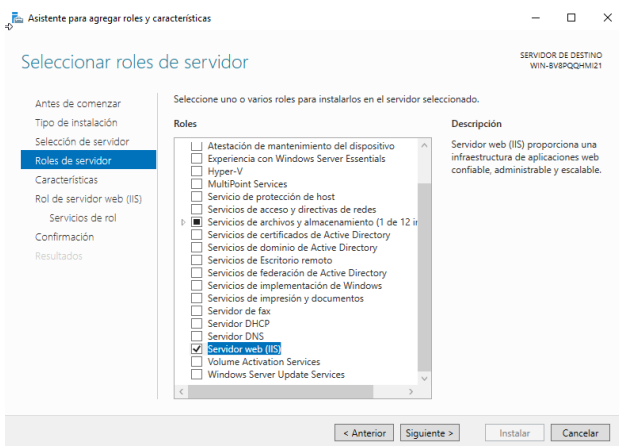 Asistente para agregar roles y características
Seleccionar roles de servidor
SERVIDOR DE DESTINO
WIN-BV8PQQHMI21
Antes de comenzar
Tipo de instalación
Selección de servidor
Roles de servidor
Características
Rol de servidor web (IIS)
Servicios de rol
Confirmación
Resultados
Seleccione uno o varios roles para instalarlos en el servidor seleccionado.
Roles
Atestación de mantenimiento del dispositivo
Experiencia con Windows Server Essentials
Hyper-V
MultiPoint Services
Servicio de protección de host
Servicios de acceso y directivas de redes
Servicios de archivos y almacenamiento (1 de 12 in
Servicios de certificados de Active Directory
Servicios de dominio de Active Directory
Servicios de Escritorio remoto
Servicios de federación de Active Directory
Servicios de implementación de Windows
Servicios de impresión y documentos
Servidor de fax
Servidor DHCP
Servidor DNS
Servidor web (IIS)
Volume Activation Services
Windows Server Update Services
Descripción
Servidor web (IIS) proporciona una
infraestructura de aplicaciones web
confiable, administrable y escalable.
< Anterior
Siguiente >
Instalar
Cancelar